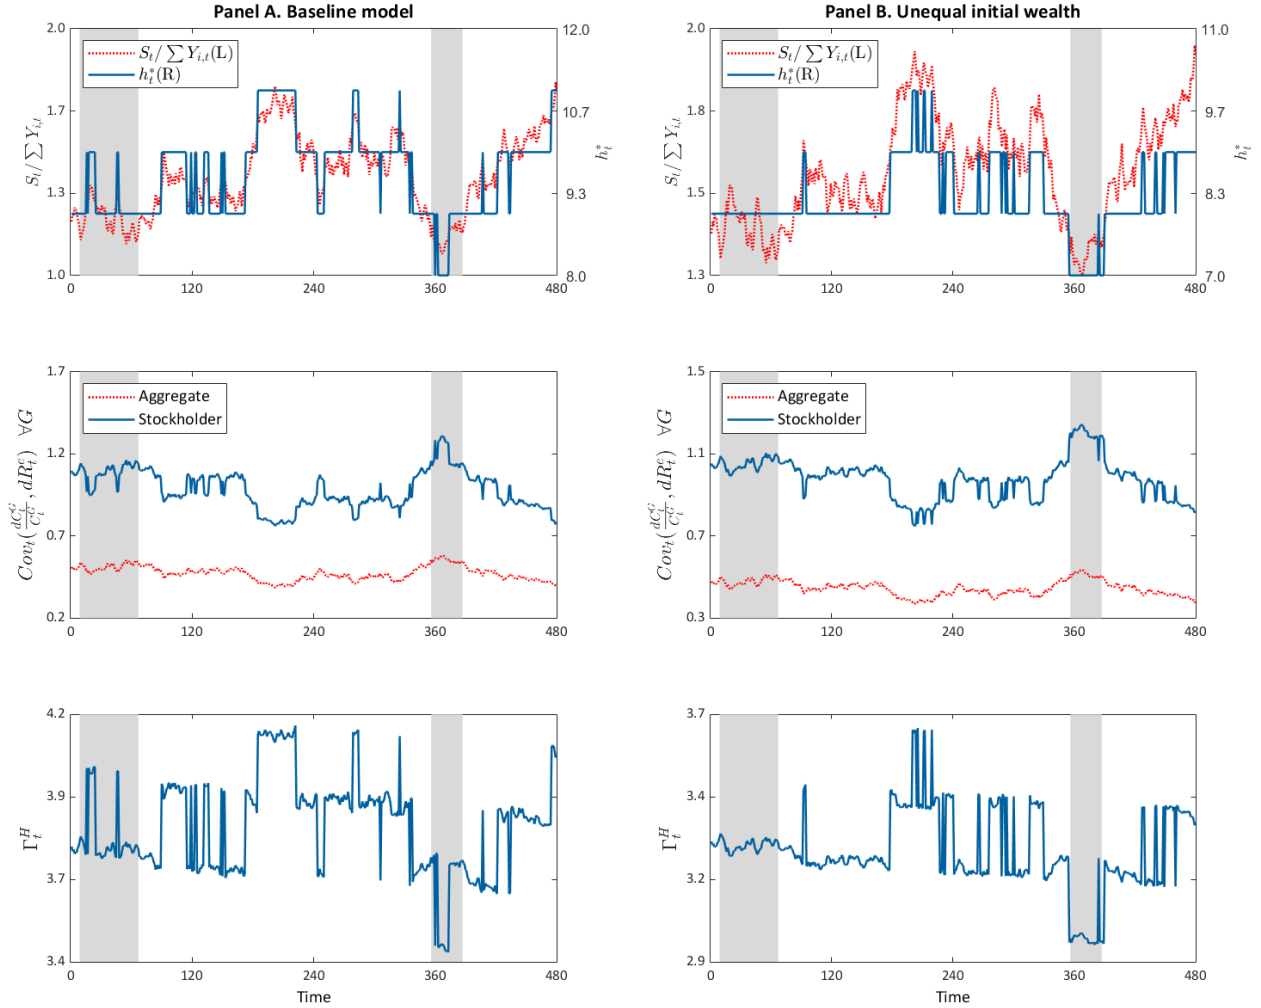 Panel A. Baseline model
Panel B. Unequal initial wealth
2.0
1.7
1.3
1.0
S_t/ ∑ Y_{i,t}
S_t/ ∑ Y_{i,t}(L)
h_t^*(R)
12.0
10.7
9.3
8.0
h_t^*
0 120 240 360 480
2.0
1.8
1.5
1.3
S_t/ ∑ Y_{i,t}
S_t/ ∑ Y_{i,t}(L)
h_t^*(R)
11.0
9.7
8.3
7.0
h_t^*
0 120 240 360 480
1.7
1.2
0.7
0.2
Cov_t(dC_t^G/C_t^G, dR_t^e) ∀G
Aggregate
Stockholder
0 120 240 360 480
1.5
1.1
0.7
0.3
Cov_t(dC_t^G/C_t^G, dR_t^e) ∀G
Aggregate
Stockholder
0 120 240 360 480
4.2
3.9
3.7
3.4
Γ_t^H
0 120 240 360 480
Time
3.7
3.4
3.2
2.9
Γ_t^H
0 120 240 360 480
Time